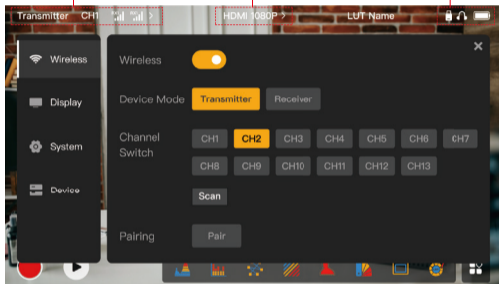 Transmitter CH1 HDMI 1080P > LUT Name
Wireless
Display
System
Device
Wireless
Device Mode Transmitter Receiver
Channel Switch CH1 CH2 CH3 CH4 CH5 CH6 CH7
CH8 CH9 CH10 CH11 CH12 CH13
Scan
Pairing Pair